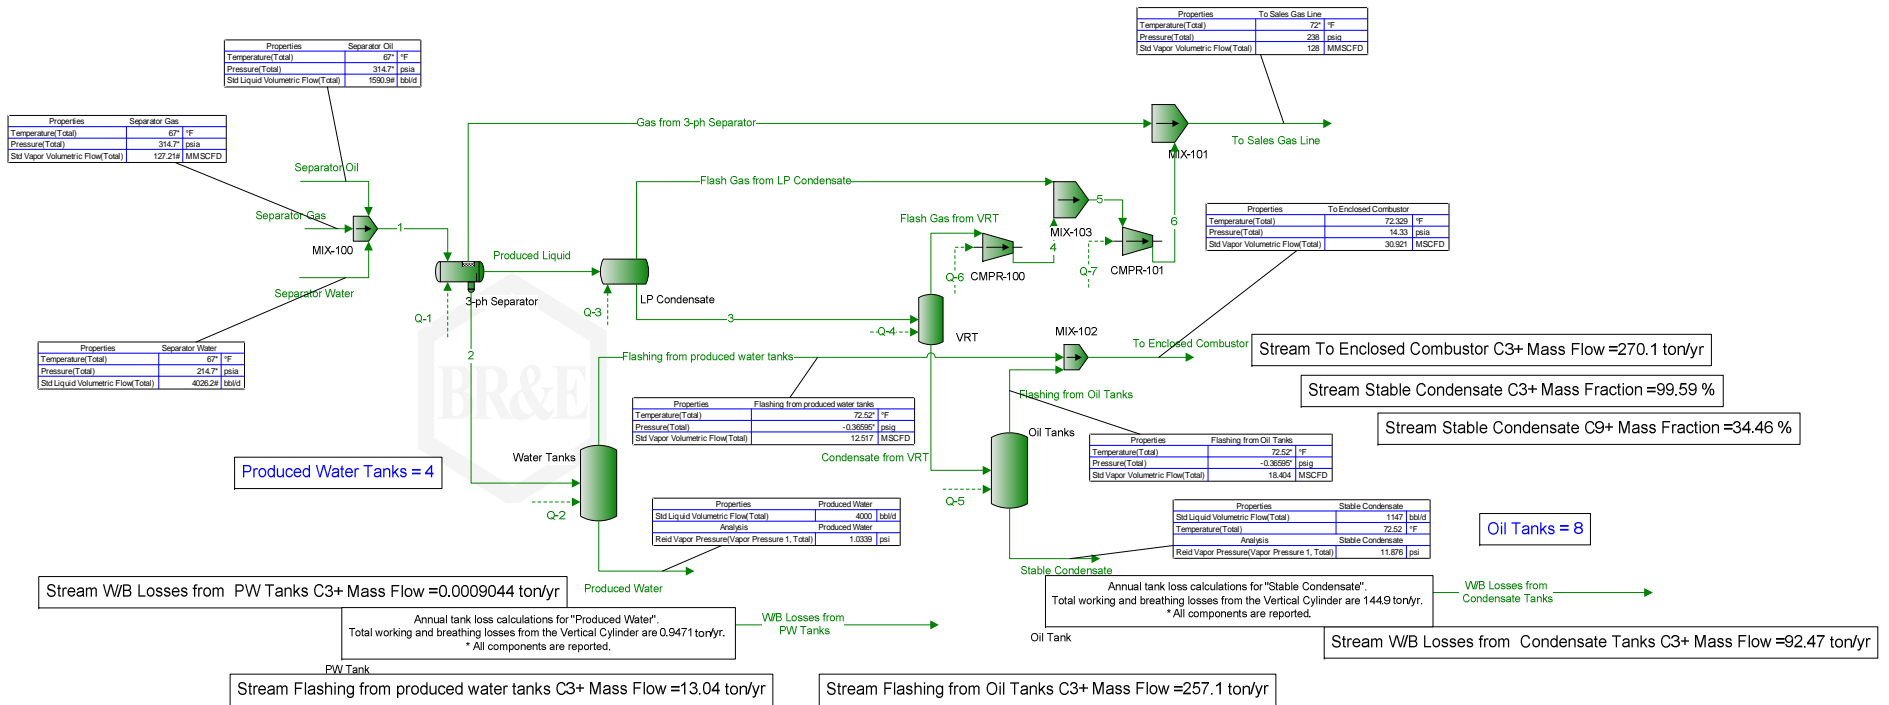 Properties To Sales Gas Line
Temperature(Total) 72* °F
Pressure(Total) 238 psig
Std Vapor Volumetric Flow(Total) 128 MMSCFD
Properties Separator Oil
Temperature(Total) 67* °F
Pressure(Total) 314.7* psia
Std Liquid Volumetric Flow(Total) 1590.9# bbl/d
Properties Separator Gas
Temperature(Total) 67* °F
Pressure(Total) 314.7* psia
Std Vapor Volumetric Flow(Total) 127.21# MMSCFD
Gas from 3-ph Separator
MIX-101
To Sales Gas Line
Separator Oil
Flash Gas from LP Condensate
5
6
Separator Gas
1
MIX-100
Flash Gas from VRT
MIX-103
4
Properties To Enclosed Combustor
Temperature(Total) 72.329 °F
Pressure(Total) 14.33 psia
Std Vapor Volumetric Flow(Total) 30.921 MSCFD
Produced Liquid
Q-6
CMPR-100
Q-7
CMPR-101
Separator Water
3-ph Separator
LP Condensate
Q-1
Q-3
3
Q-4
VRT
MIX-102
To Enclosed Combustor
Properties Separator Water
Temperature(Total) 67* °F
Pressure(Total) 214.7* psia
Std Liquid Volumetric Flow(Total) 4026.2# bbl/d
2
Flashing from produced water tanks
Stream To Enclosed Combustor C3+ Mass Flow =270.1 ton/yr
BR&E
Stream Stable Condensate C3+ Mass Fraction =99.59 %
Flashing from Oil Tanks
Properties Flashing from produced water tanks
Temperature(Total) 72.52* °F
Pressure(Total) -0.36595* psig
Std Vapor Volumetric Flow(Total) 12.517 MSCFD
Stream Stable Condensate C9+ Mass Fraction =34.46 %
Oil Tanks
Properties Flashing from Oil Tanks
Temperature(Total) 72.52* °F
Pressure(Total) -0.36595* psig
Std Vapor Volumetric Flow(Total) 18.404 MSCFD
Water Tanks
Condensate from VRT
Produced Water Tanks = 4
Q-2
Q-5
Properties Produced Water
Std Liquid Volumetric Flow(Total) 4000 bbl/d
Analysis Produced Water
Reid Vapor Pressure(Vapor Pressure 1, Total) 1.0339 psi
Properties Stable Condensate
Std Liquid Volumetric Flow(Total) 1147 bbl/d
Temperature(Total) 72.52 °F
Analysis Stable Condensate
Reid Vapor Pressure(Vapor Pressure 1, Total) 11.876 psi
Oil Tanks = 8
Produced Water
Stable Condensate
Stream W/B Losses from PW Tanks C3+ Mass Flow =0.0009044 ton/yr
Annual tank loss calculations for "Stable Condensate".
Total working and breathing losses from the Vertical Cylinder are 144.9 ton/yr.
* All components are reported.
Oil Tank
W/B Losses from
Condensate Tanks
Annual tank loss calculations for "Produced Water".
Total working and breathing losses from the Vertical Cylinder are 0.9471 ton/yr.
* All components are reported.
PW Tank
W/B Losses from
PW Tanks
Stream W/B Losses from Condensate Tanks C3+ Mass Flow =92.47 ton/yr
Stream Flashing from produced water tanks C3+ Mass Flow =13.04 ton/yr
Stream Flashing from Oil Tanks C3+ Mass Flow =257.1 ton/yr